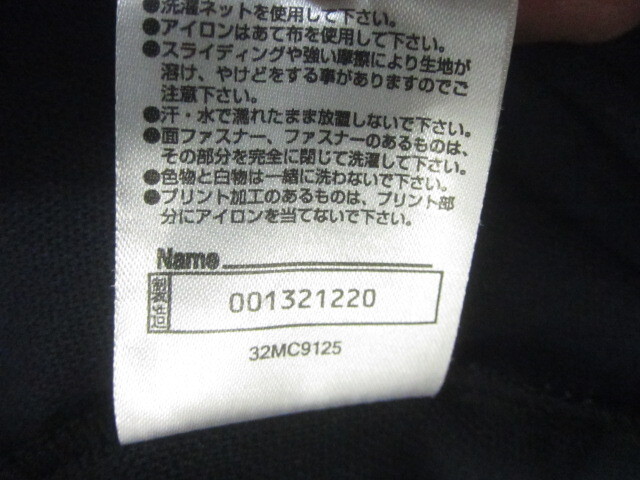 ●洗濯ネットを使用して下さい。
●アイロンはあて布を使用して下さい。
●スライディングや強い摩擦により生地が
溶け、やけどをする事がありますのでご
注意下さい。
●汗・水で濡れたまま放置しないで下さい。
●面ファスナー、ファスナーのあるものは、
その部分を完全に閉じて洗濯して下さい。
●色物と白物は一緒に洗わないで下さい。
●プリント加工のあるものは、プリント部
分にアイロンを当てないで下さい。
Name
001321220
32MC9125